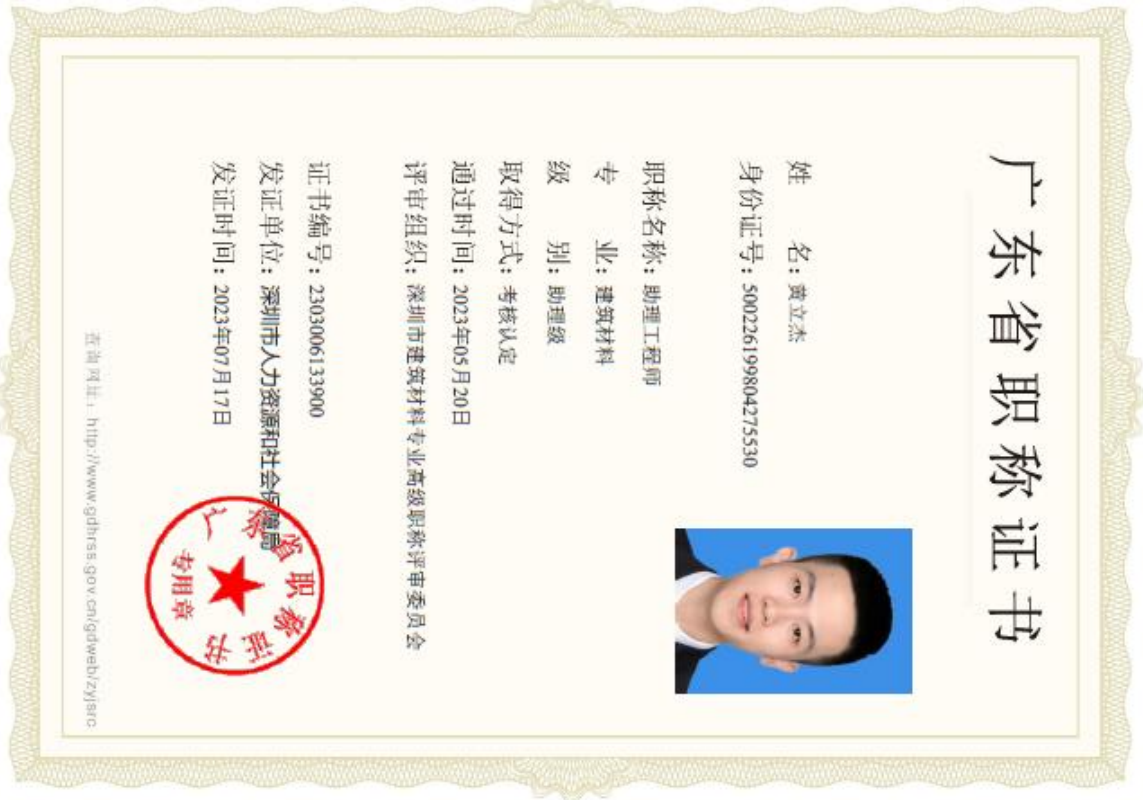 广东省职称证书
姓 名：黄立杰
身份证号：500226199804275530
职称名称：助理工程师
专 业：建筑材料
级 别：助理级
取得方式：考核认定
通过时间：2023年05月20日
评审组织：深圳市建筑材料专业高级职称评审委员会
证书编号：2303006133900
发证单位：深圳市人力资源和社会保障局
发证时间：2023年07月17日
广东省职称证书
专用章
查询网址：http://www.gdhrss.gov.cn/gdweb/zyjsrc